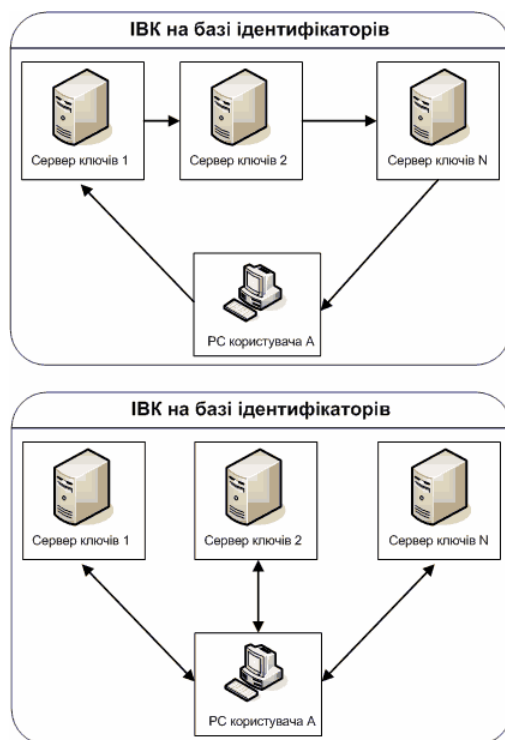 ІВК на базі ідентифікаторів
Сервер ключів 1
Сервер ключів 2
Сервер ключів N
PC користувача А
ІВК на базі ідентифікаторів
Сервер ключів 1
Сервер ключів 2
Сервер ключів N
PC користувача А